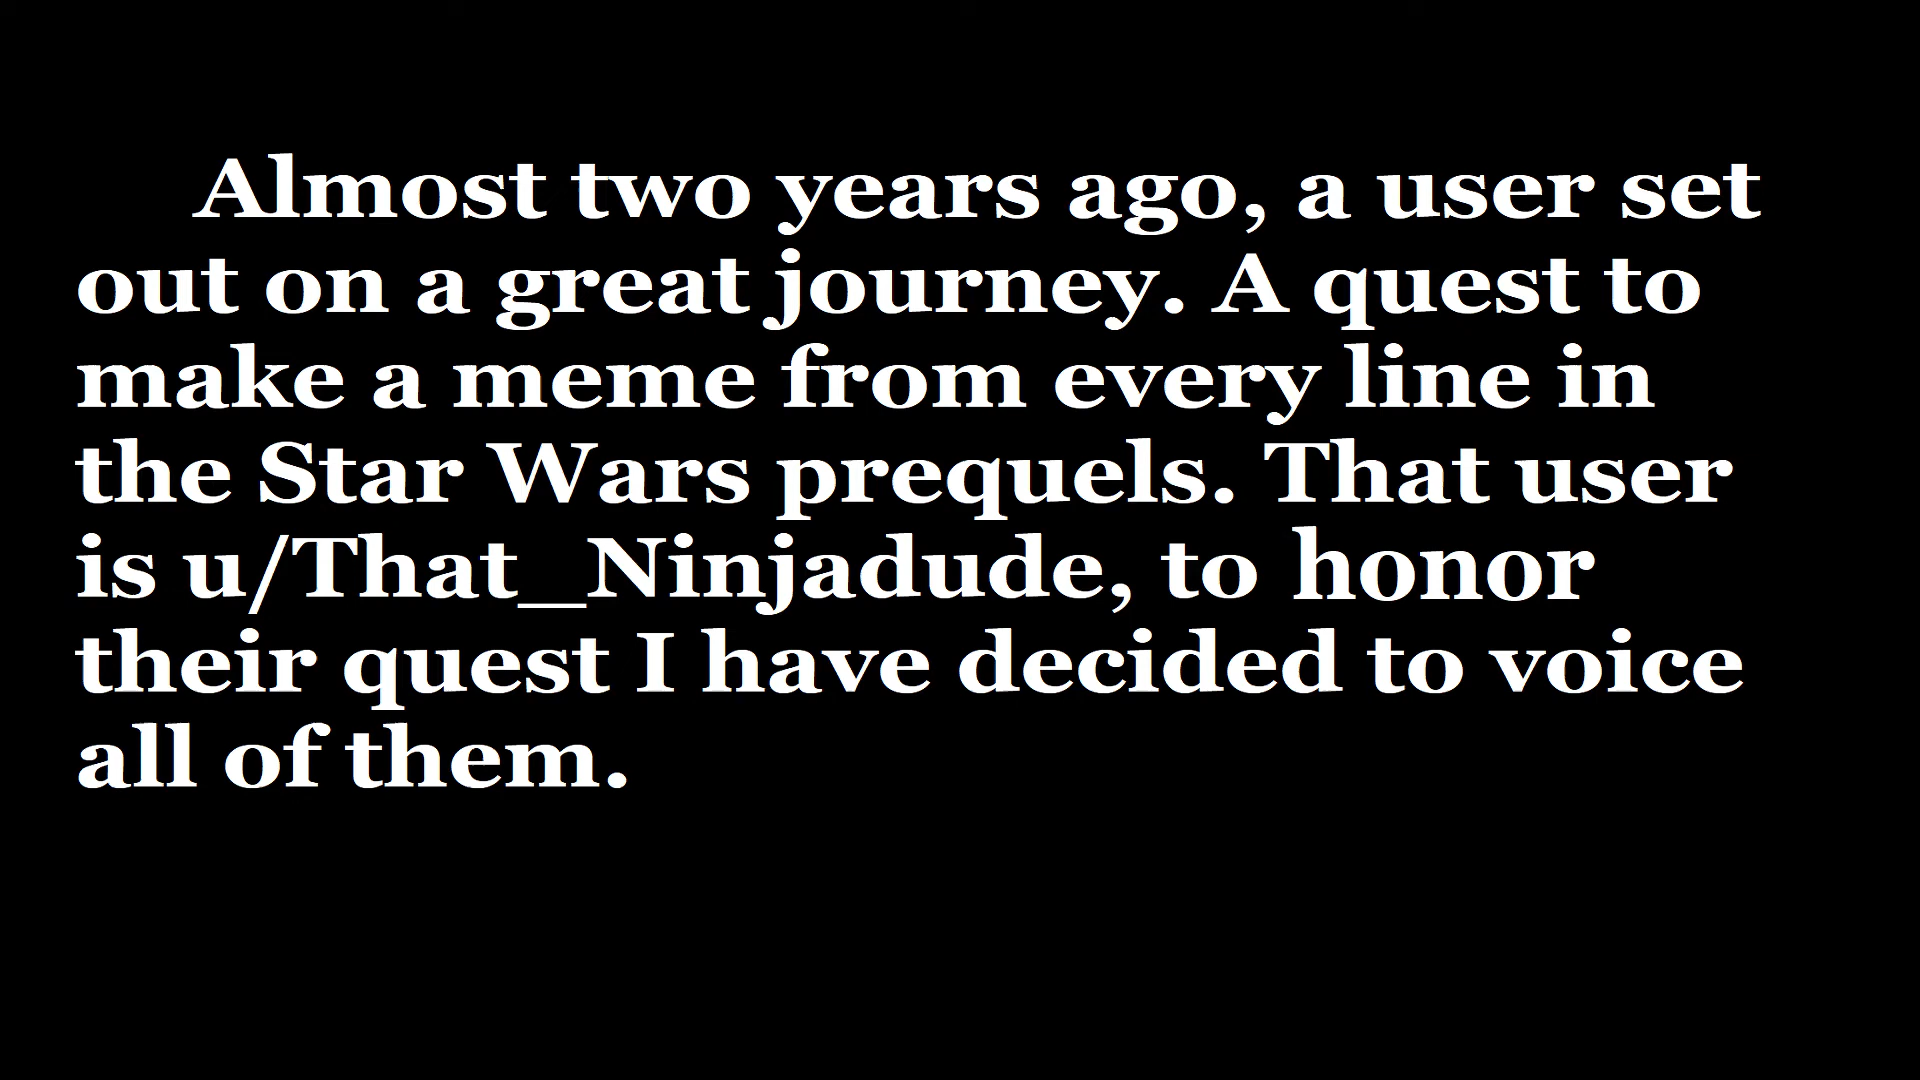 Almost two years ago, a user set
out on a great journey. A quest to
make a meme from every line in
the Star Wars prequels. That user
is u/That_Ninjadude, to honor
their quest I have decided to voice
all of them.